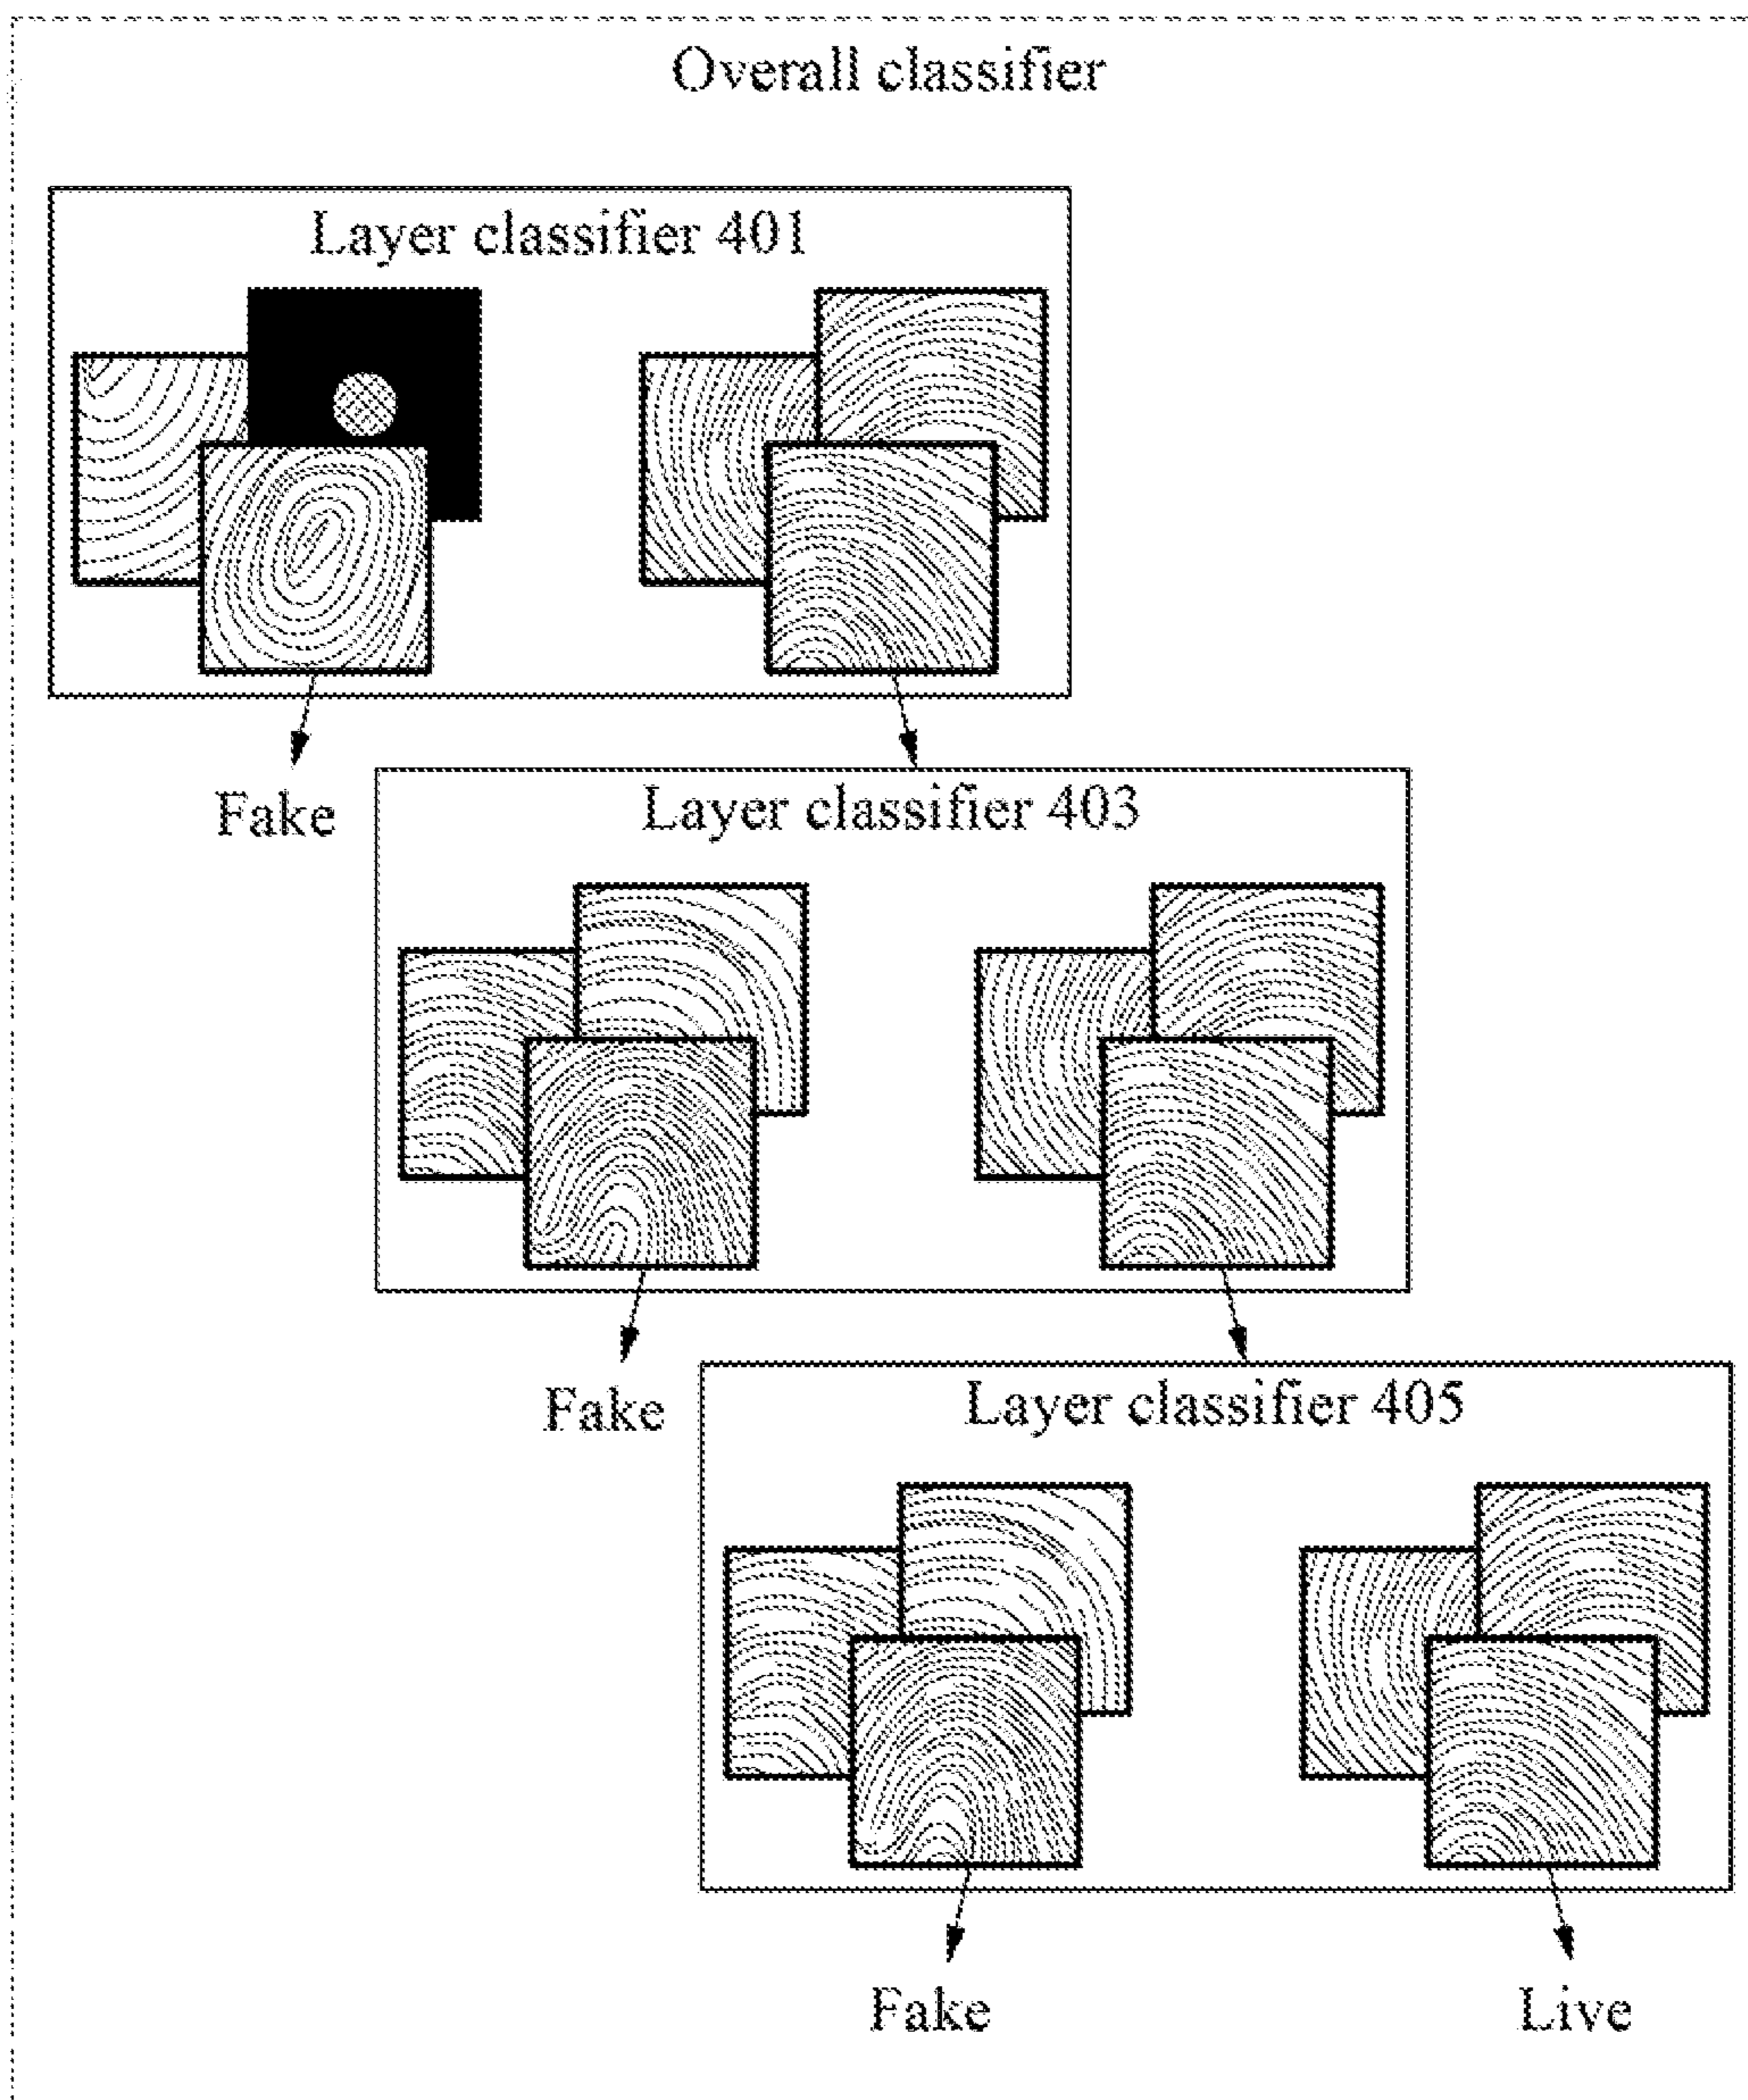 Overall classifier
Layer classifier 401
Fake
Layer classifier 403
Fake
Layer classifier 405
Fake
Live